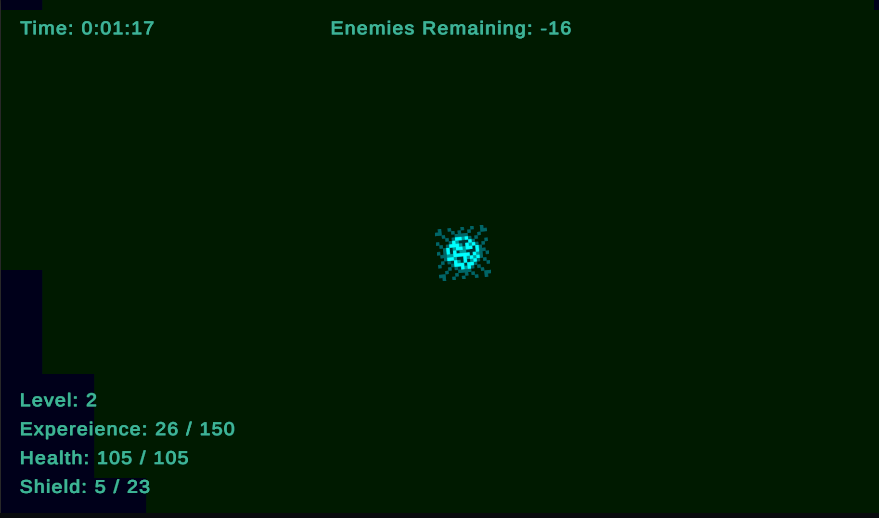 Time: 0:01:17
Enemies Remaining: -16
Level: 2
Expereience: 26 / 150
Health: 105 / 105
Shield: 5 / 23